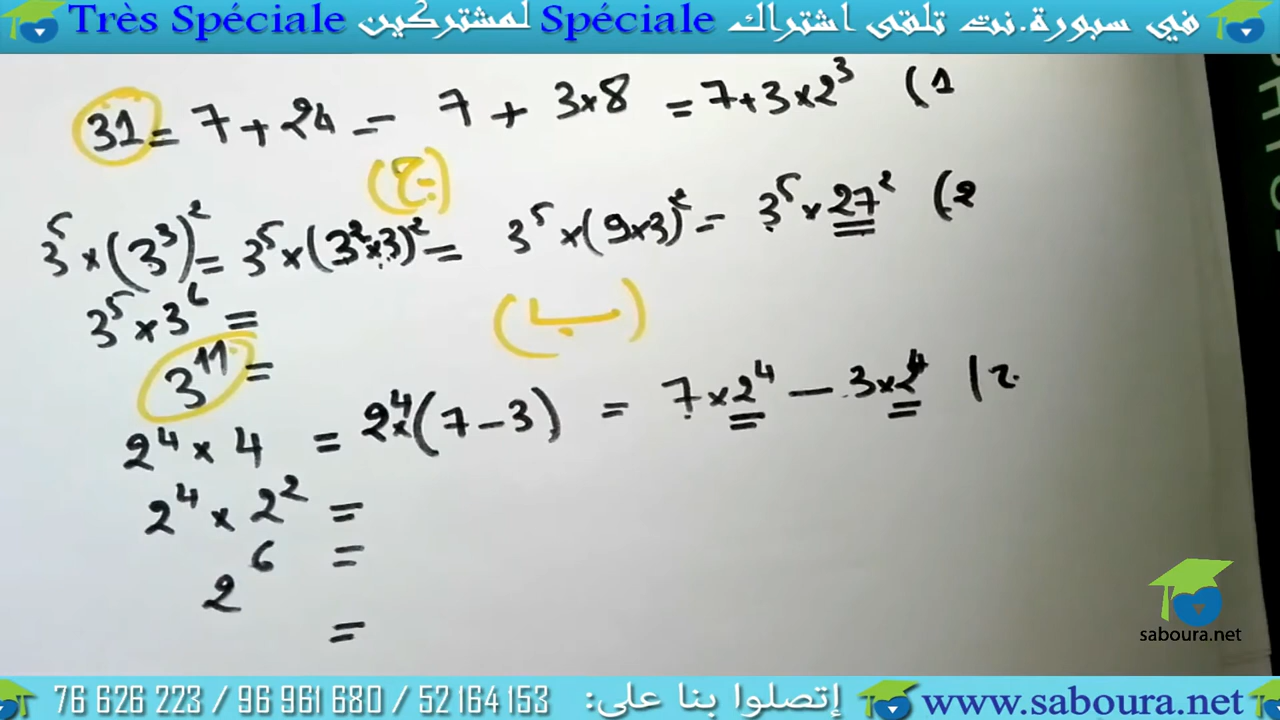 في سبورة.نت تلقى اشتراك Spéciale لمشتركين Très Spéciale
31 = 7 + 24 = 7 + 3×8 = 7+3×2³ (1
(ج)
3⁵×(3³)² = 3⁵×(3²×3)² = 3⁵×(9×3)² = 3⁵×27² (2
3⁵×3⁶ =
(ب)
3¹¹ =
2⁴×4 = 2⁴×(7-3) = 7×2⁴ - 3×2⁴
2⁴×2² =
2⁶ =
=
saboura.net
76 626 223 / 96 961 680 / 52 164 153 إتصلوا بنا على: www.saboura.net